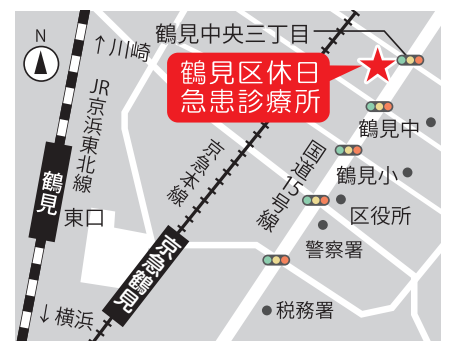 N
鶴見中央三丁目
↑川崎
鶴見区休日
急患診療所
JR京浜東北線
鶴見中
京急本線
国道15号線
鶴見小
鶴見
東口
区役所
京急鶴見
警察署
↓横浜
税務署